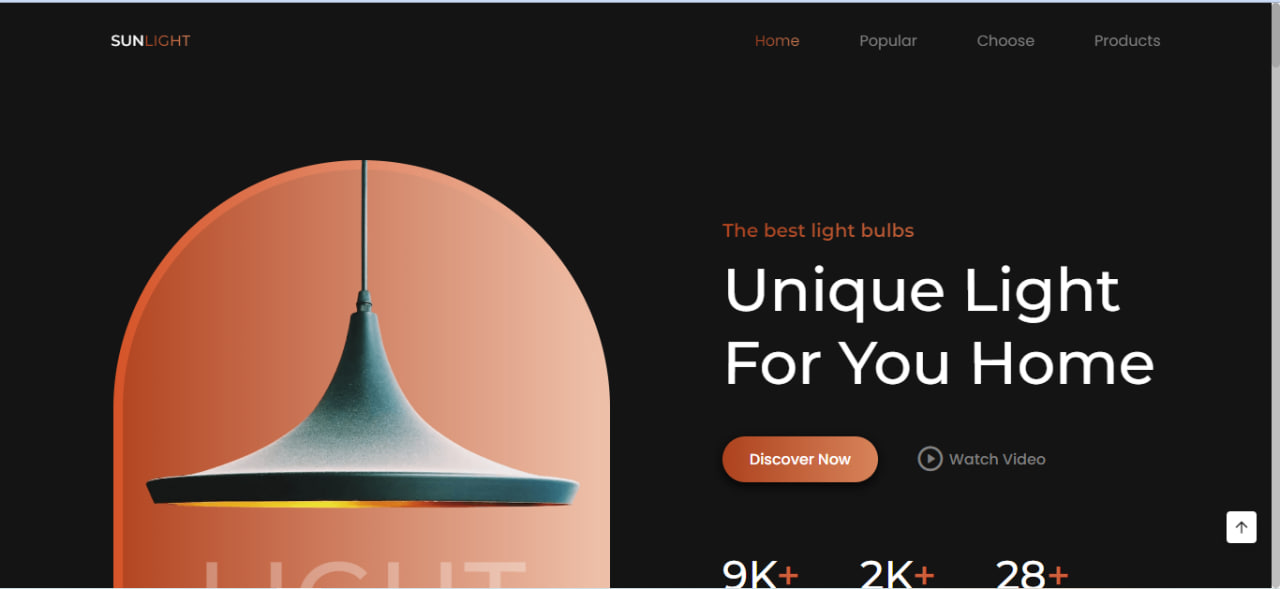 SUNLIGHT
Home Popular Choose Products
The best light bulbs
Unique Light
For You Home
Discover Now
Watch Video
LIGHT
9K+ 2K+ 28+